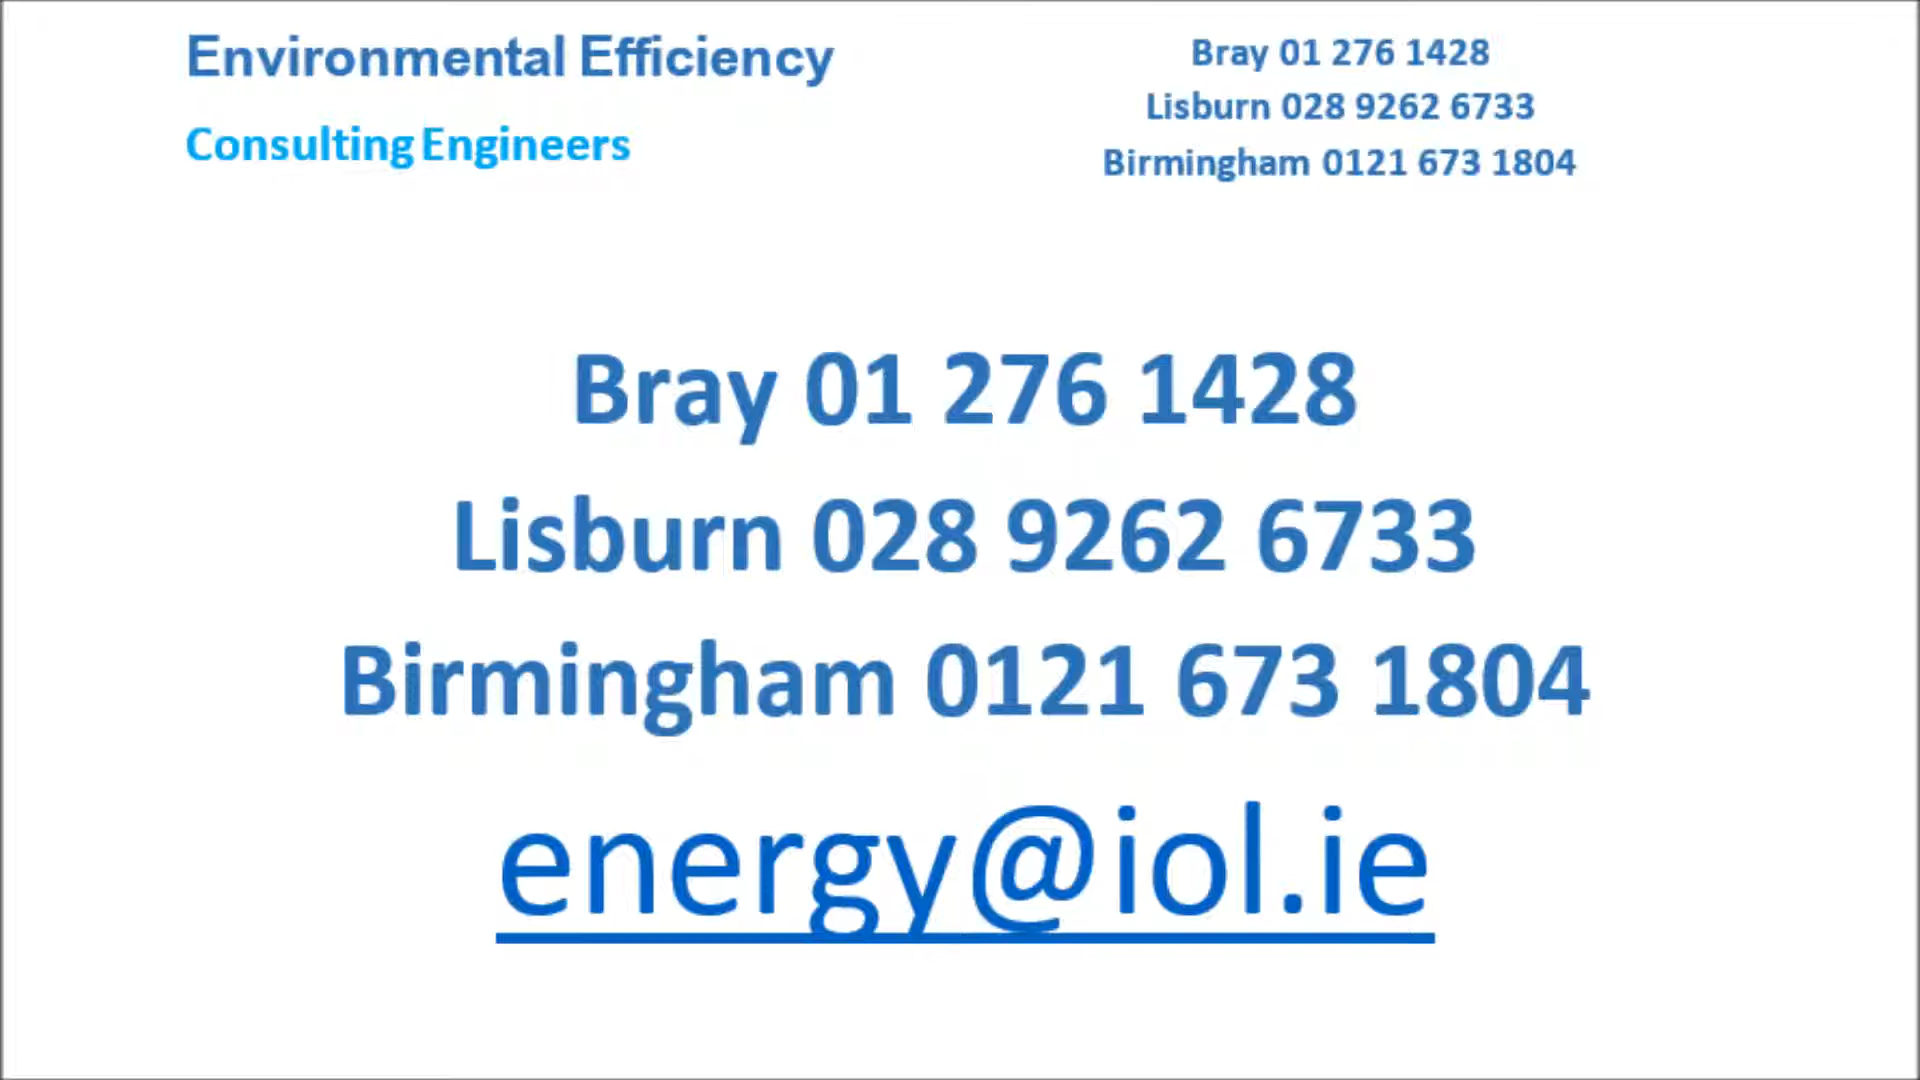 Environmental Efficiency
Consulting Engineers
Bray 01 276 1428
Lisburn 028 9262 6733
Birmingham 0121 673 1804
Bray 01 276 1428
Lisburn 028 9262 6733
Birmingham 0121 673 1804
energy@iol.ie